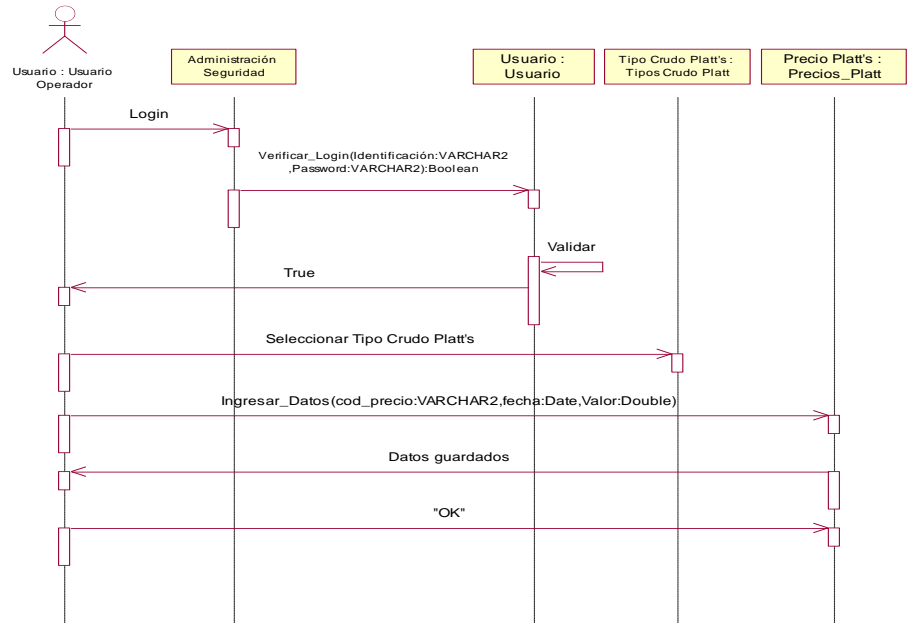 Usuario : Usuario
Operador
Administración
Seguridad
Usuario :
Usuario
Tipo Crudo Platt's :
Tipos Crudo Platt
Precio Platt's :
Precios_Platt
Login
Verificar_Login(Identificación:VARCHAR2
,Password:VARCHAR2):Boolean
Validar
True
Seleccionar Tipo Crudo Platt's
Ingresar_Datos(cod_precio:VARCHAR2,fecha:Date,Valor:Double)
Datos guardados
"OK"